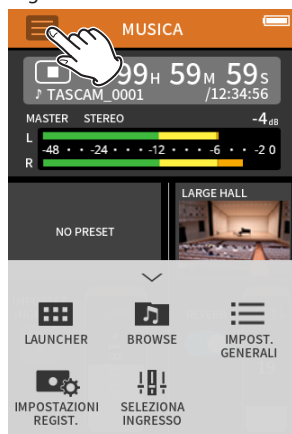 MUSICA
99H 59M 59S
♪ TASCAM_0001 /12:34:56
MASTER STEREO -4dB
L
-48 · · -24 · · · · -12 · · · -6 · · -2 0
R
LARGE HALL
NO PRESET
LAUNCHER BROWSE IMPOST.
GENERALI
IMPOSTAZIONI SELEZIONA
REGIST. INGRESSO